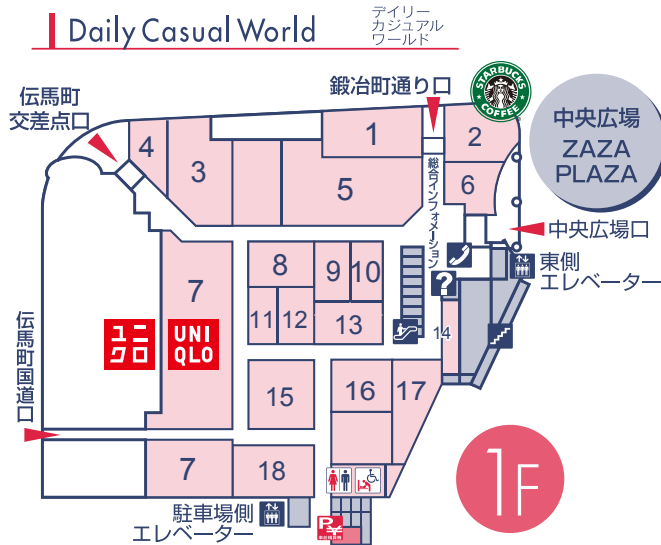 Daily Casual World
デイリー
カジュアル
ワールド
伝馬町
交差点口
鍛冶町通り口
STARBUCKS
COFFEE
中央広場
ZAZA
PLAZA
4
3
1
2
5
6
総合インフォメーション
中央広場口
7
8
9
10
?
東側
エレベーター
11
12
13
14
伝馬町国道口
ユニ
クロ
UNI
QLO
15
16
17
7
18
1F
駐車場側
エレベーター
P¥